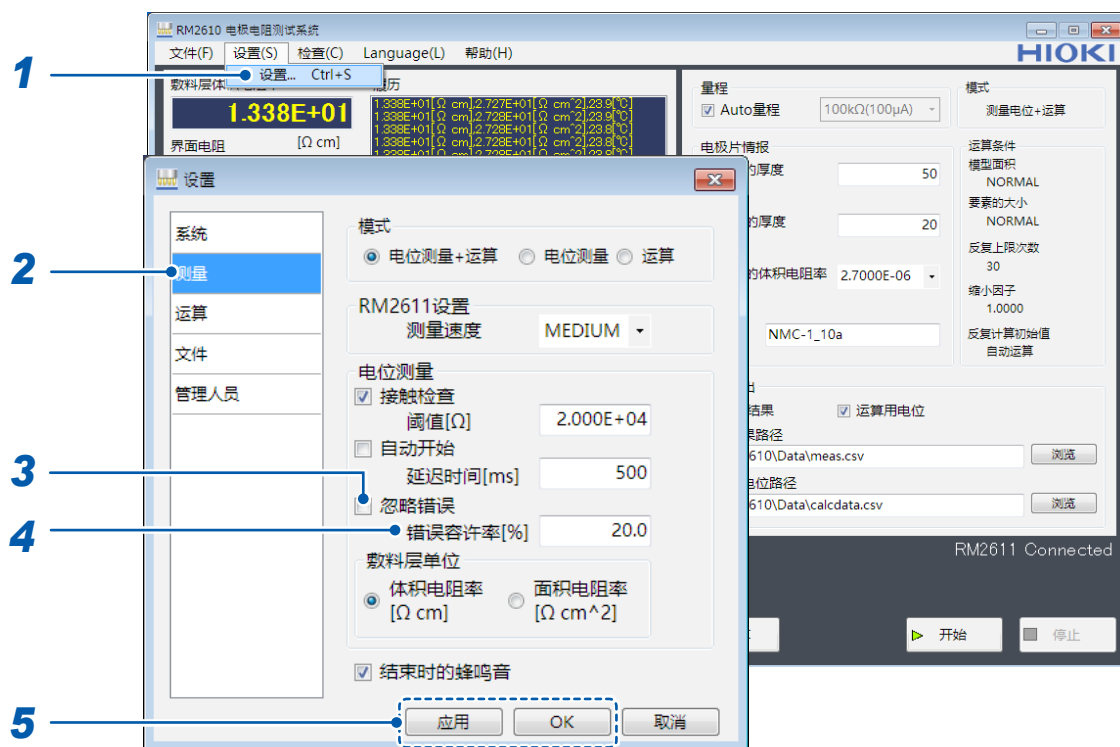 RM2610 电极电阻测试系统
文件(F) 设置(S) 检查(C) Language(L) 帮助(H)
HIOKI
1
设置... Ctrl+S
敷料层体
履历
1.338E+01
1.338E+01[Ω cm],2.727E+01[Ω cm^2],23.9[℃]
1.338E+01[Ω cm],2.727E+01[Ω cm^2],23.9[℃]
1.338E+01[Ω cm],2.728E+01[Ω cm^2],23.9[℃]
1.338E+01[Ω cm],2.728E+01[Ω cm^2],23.8[℃]
界面电阻 [Ω cm]
量程
Auto量程 100kΩ(100μA)
模式
测量电位+运算
电极片情报
的厚度 50
的厚度 20
的体积电阻率 2.7000E-06
NMC-1_10a
运算条件
模型面积
NORMAL
要素的大小
NORMAL
反复上限次数
30
缩小因子
1.0000
反复计算初始值
自动运算
结果 运算用电位
果路径
610\Data\meas.csv 浏览
电位路径
610\Data\calcdata.csv 浏览
RM2611 Connected
开始 停止
设置
2
系统
测量
运算
文件
管理人员
模式
电位测量+运算 电位测量 运算
RM2611设置
测量速度 MEDIUM
电位测量
接触检查
阈值[Ω] 2.000E+04
自动开始
延迟时间[ms] 500
3
忽略错误
4
错误容许率[%] 20.0
敷料层单位
体积电阻率 面积电阻率
[Ω cm] [Ω cm^2]
结束时的蜂鸣音
5
应用 OK 取消